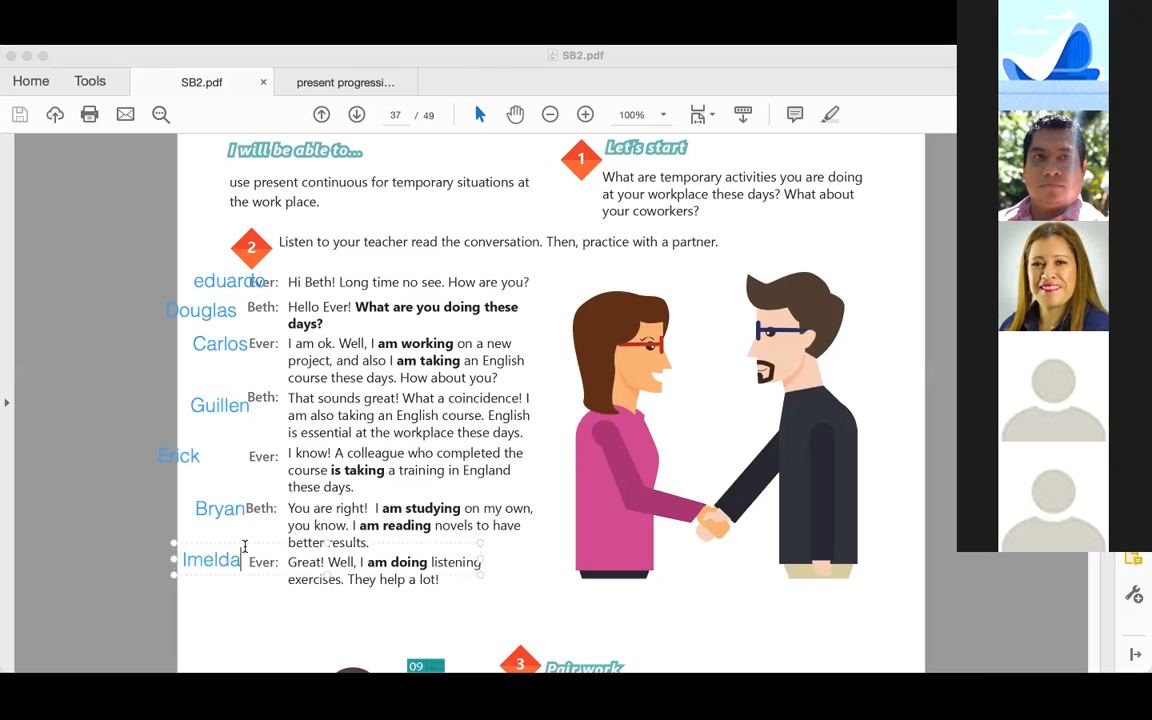 SB2.pdf
Home Tools SB2.pdf × present progressi...
37 / 49 100%
I will be able to...
use present continuous for temporary situations at
the work place.
1 Let's start
What are temporary activities you are doing
at your workplace these days? What about
your coworkers?
2 Listen to your teacher read the conversation. Then, practice with a partner.
eduardo Ever: Hi Beth! Long time no see. How are you?
Douglas Beth: Hello Ever! What are you doing these
days?
Carlos Ever: I am ok. Well, I am working on a new
project, and also I am taking an English
course these days. How about you?
Guillen Beth: That sounds great! What a coincidence! I
am also taking an English course. English
is essential at the workplace these days.
Erick Ever: I know! A colleague who completed the
course is taking a training in England
these days.
Bryan Beth: You are right! I am studying on my own,
you know. I am reading novels to have
better results.
Imelda Ever: Great! Well, I am doing listening
exercises. They help a lot!
09
3 Pair work